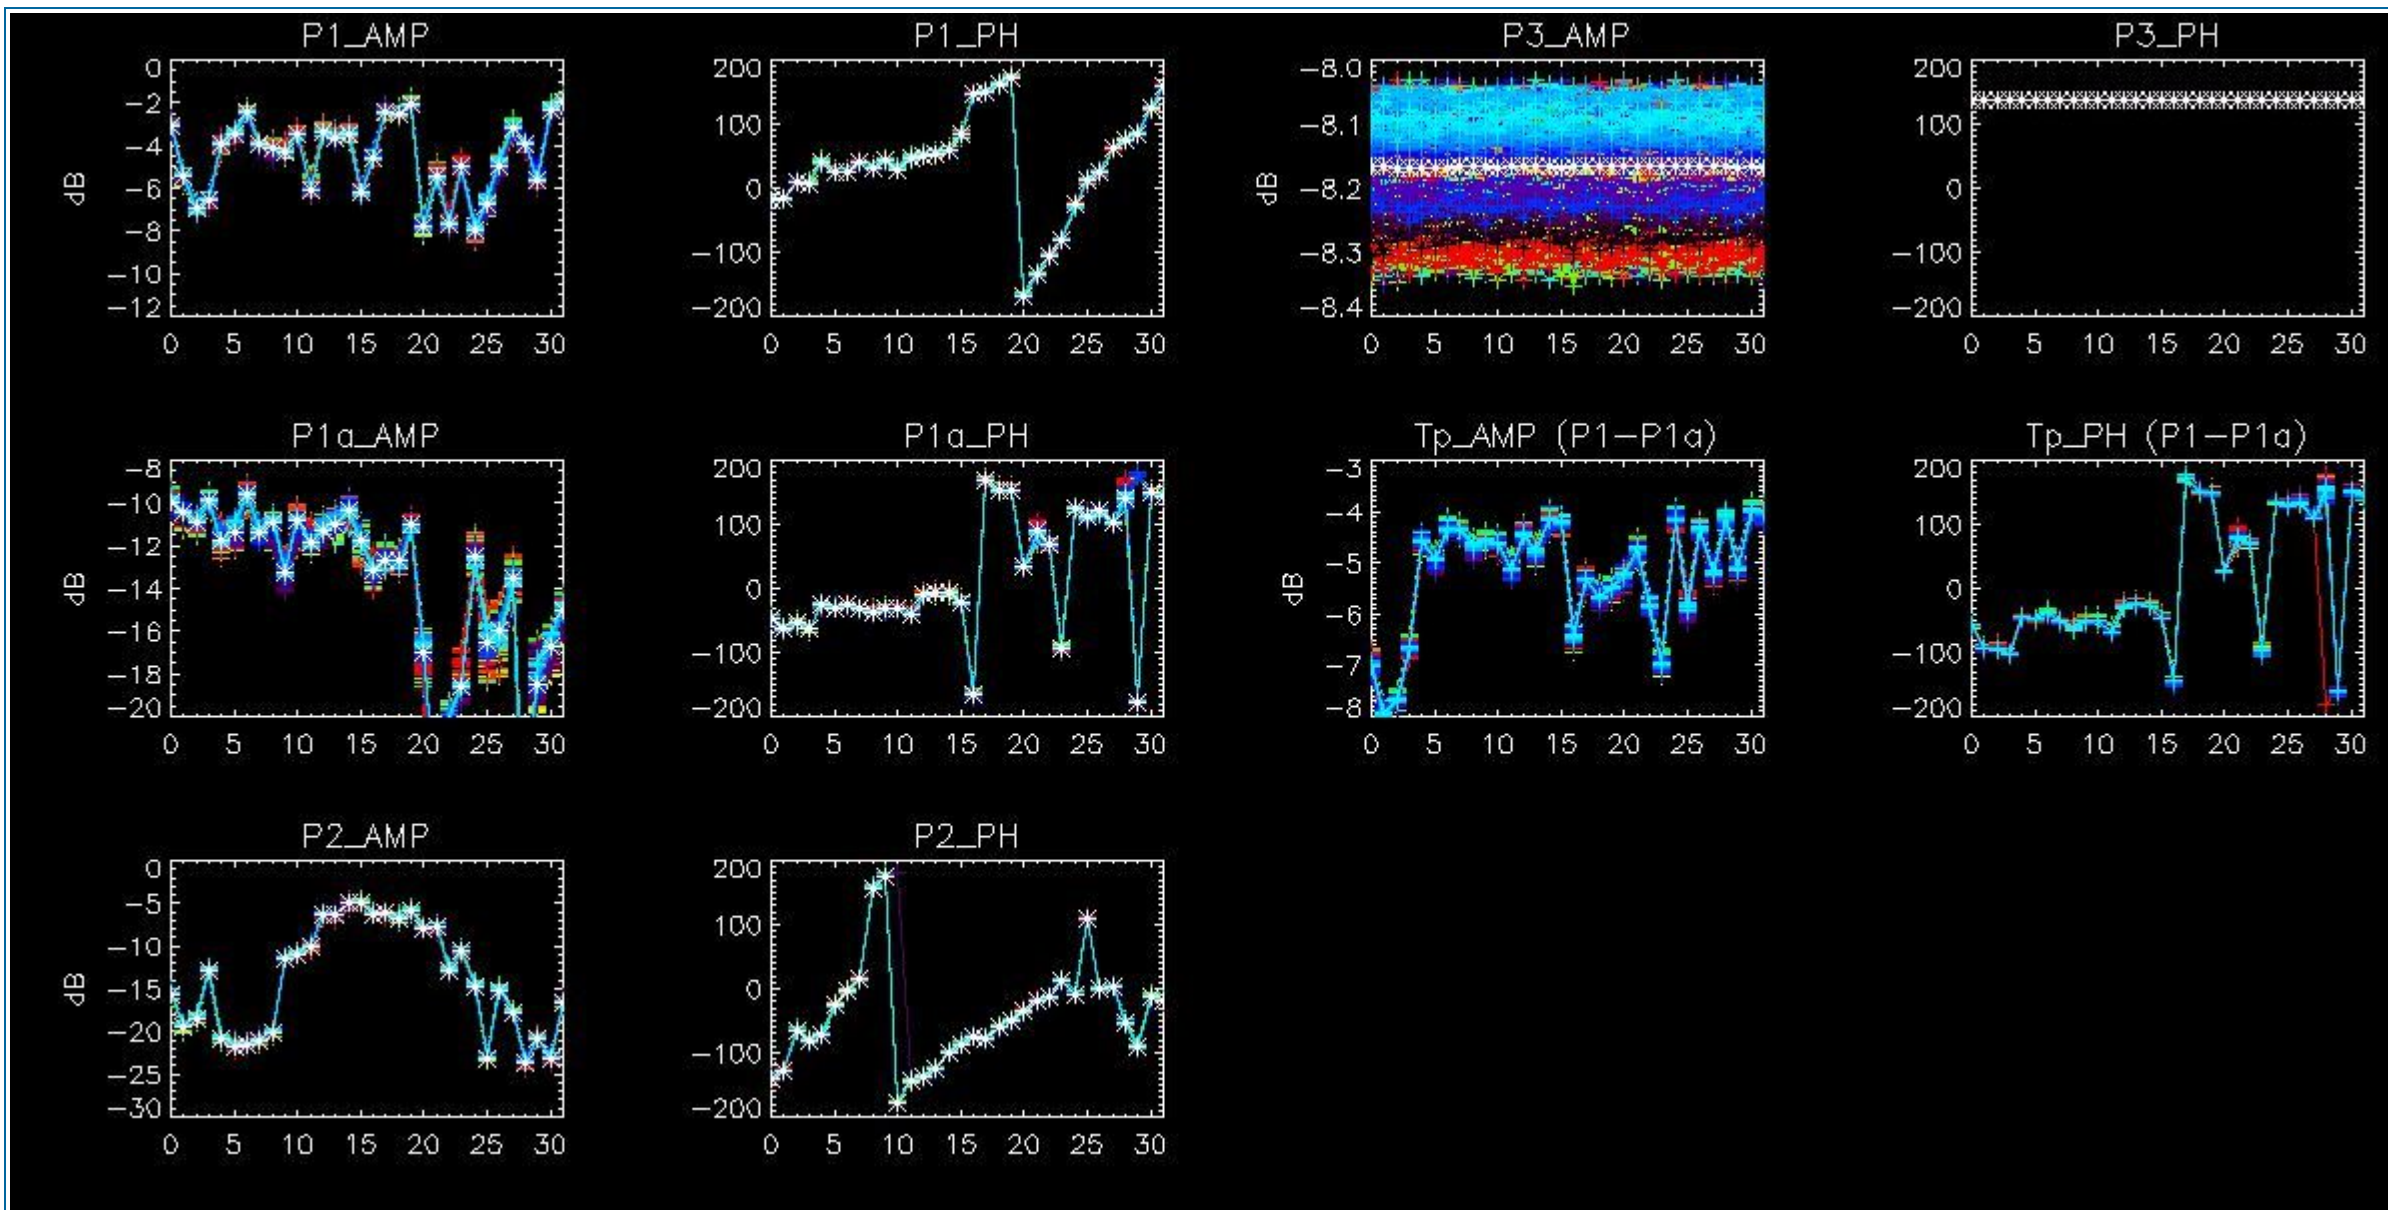 P1_AMP
P1_PH
P3_AMP
P3_PH
0
−2
−4
−6
−8
−10
−12
dB
0 5 10 15 20 25 30
200
100
0
−100
−200
0 5 10 15 20 25 30
−8.0
−8.1
−8.2
−8.3
−8.4
dB
0 5 10 15 20 25 30
200
100
0
−100
−200
0 5 10 15 20 25 30
P1a_AMP
P1a_PH
Tp_AMP (P1−P1a)
Tp_PH (P1−P1a)
−8
−10
−12
−14
−16
−18
−20
dB
0 5 10 15 20 25 30
200
100
0
−100
−200
0 5 10 15 20 25 30
−3
−4
−5
−6
−7
−8
dB
0 5 10 15 20 25 30
200
100
0
−100
−200
0 5 10 15 20 25 30
P2_AMP
P2_PH
0
−5
−10
−15
−20
−25
−30
dB
0 5 10 15 20 25 30
200
100
0
−100
−200
0 5 10 15 20 25 30